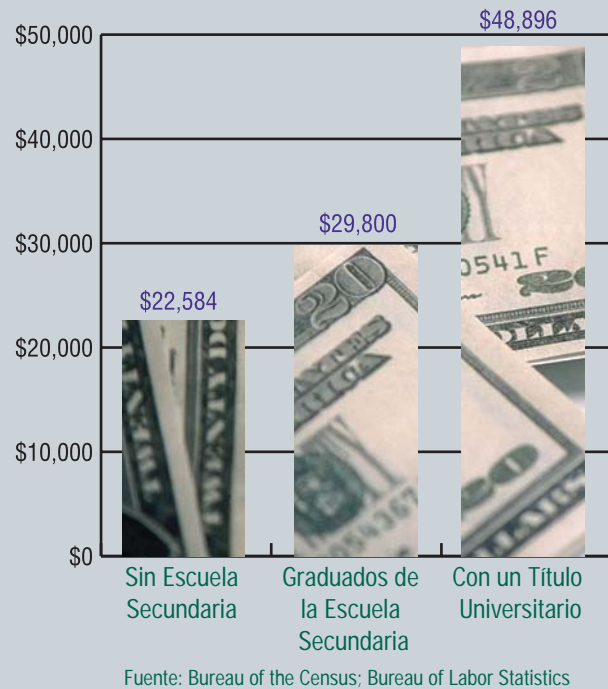 $50,000
$48,896
$40,000
$29,800
$30,000
$22,584
$20,000
$10,000
$0
Sin Escuela
Secundaria
Graduados de
la Escuela
Secundaria
Con un Título
Universitario
Fuente: Bureau of the Census; Bureau of Labor Statistics